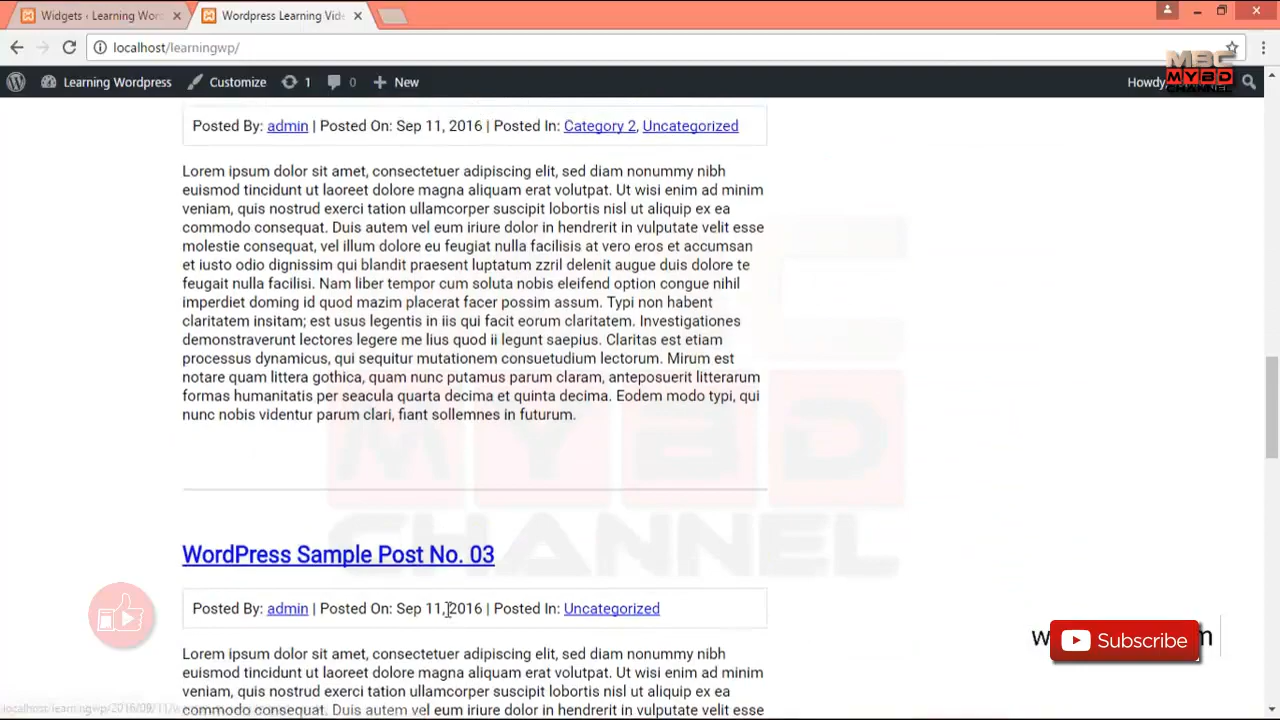 Widgets ‹ Learning Wor
Wordpress Learning Vid
localhost/learningwp/
MBC
MYBD
CHANNEL
Learning Wordpress
Customize
1
0
New
Howdy
Posted By: admin | Posted On: Sep 11, 2016 | Posted In: Category 2, Uncategorized
Lorem ipsum dolor sit amet, consectetuer adipiscing elit, sed diam nonummy nibh
euismod tincidunt ut laoreet dolore magna aliquam erat volutpat. Ut wisi enim ad minim
veniam, quis nostrud exerci tation ullamcorper suscipit lobortis nisl ut aliquip ex ea
commodo consequat. Duis autem vel eum iriure dolor in hendrerit in vulputate velit esse
molestie consequat, vel illum dolore eu feugiat nulla facilisis at vero eros et accumsan
et iusto odio dignissim qui blandit praesent luptatum zzril delenit augue duis dolore te
feugait nulla facilisi. Nam liber tempor cum soluta nobis eleifend option congue nihil
imperdiet doming id quod mazim placerat facer possim assum. Typi non habent
claritatem insitam; est usus legentis in iis qui facit eorum claritatem. Investigationes
demonstraverunt lectores legere me lius quod ii legunt saepius. Claritas est etiam
processus dynamicus, qui sequitur mutationem consuetudium lectorum. Mirum est
notare quam littera gothica, quam nunc putamus parum claram, anteposuerit litterarum
formas humanitatis per seacula quarta decima et quinta decima. Eodem modo typi, qui
nunc nobis videntur parum clari, fiant sollemnes in futurum.
MYBD
CHANNEL
WordPress Sample Post No. 03
Posted By: admin | Posted On: Sep 11, 2016 | Posted In: Uncategorized
Subscribe
Lorem ipsum dolor sit amet, consectetuer adipiscing elit, sed diam nonummy nibh
euismod tincidunt ut laoreet dolore magna aliquam erat volutpat. Ut wisi enim ad minim
veniam, quis nostrud exerci tation ullamcorper suscipit lobortis nisl ut aliquip ex ea
commodo consequat. Duis autem vel eum iriure dolor in hendrerit in vulputate velit esse
localhost/learningwp/2016/09/11/